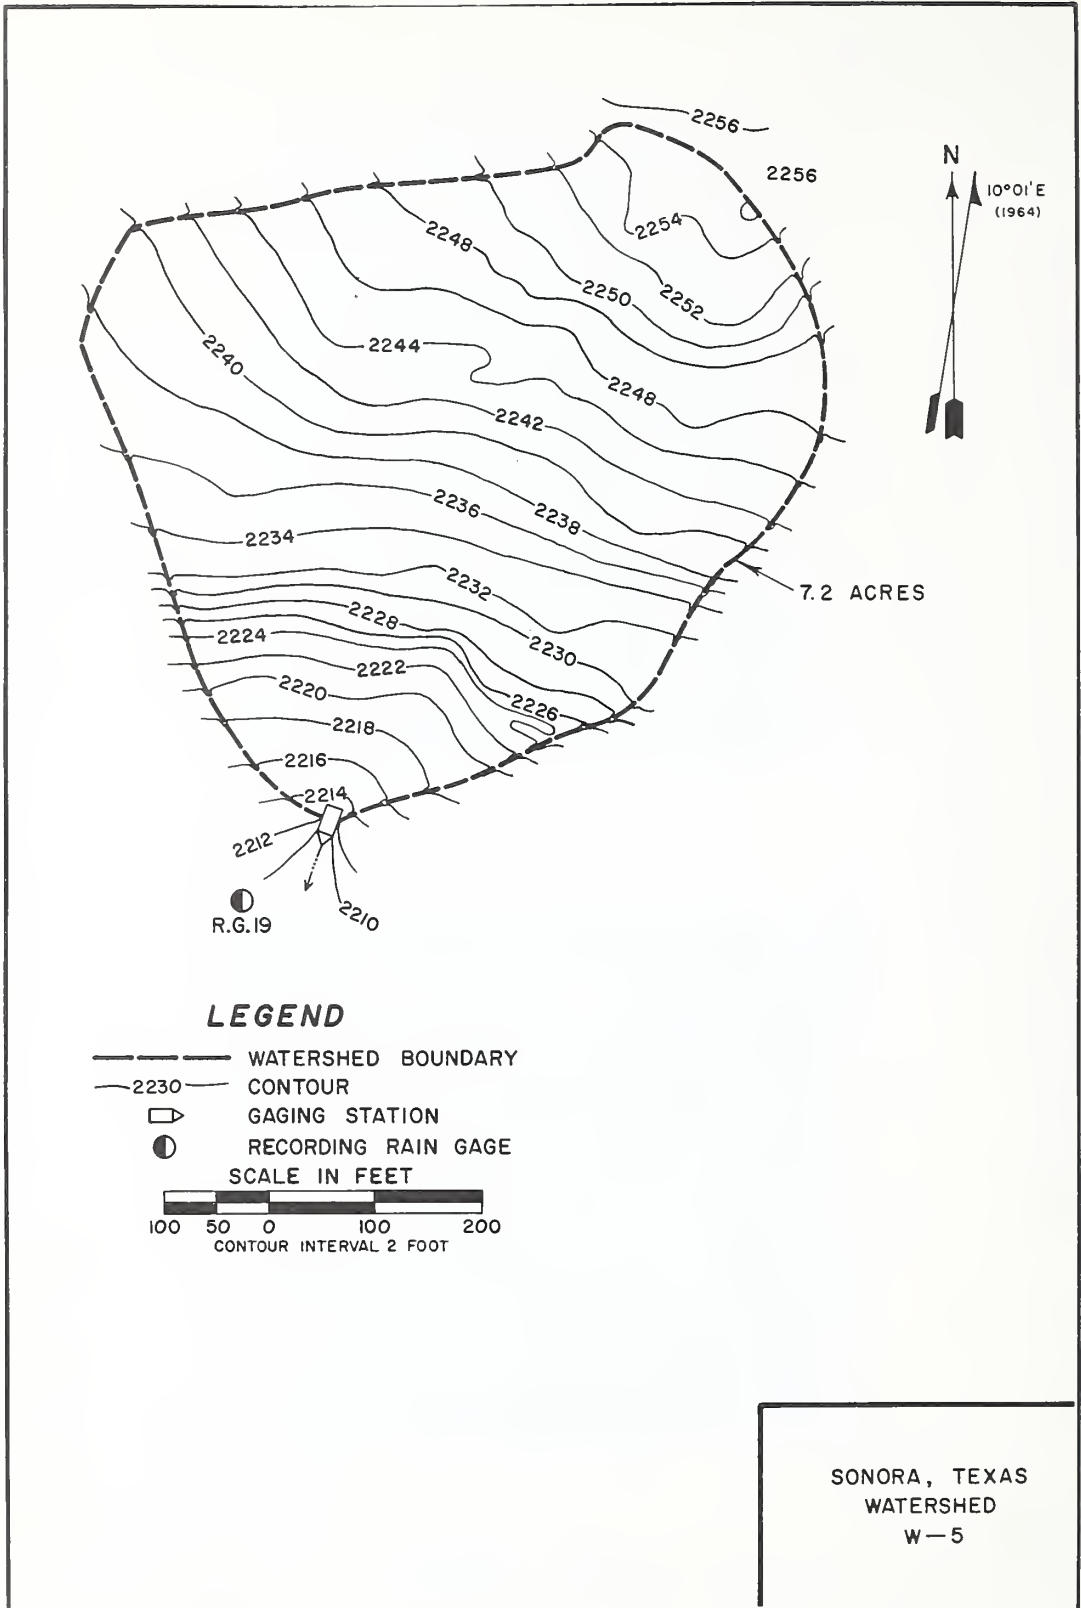 2256
2256
N
10°01'E
(1964)
2254
2248
2250
2252
2244
2240
2248
2242
2236
2238
2234
2232
7.2 ACRES
2228
2224
2230
2222
2220
2226
2218
2216
2214
2212
2210
R.G.19
LEGEND
WATERSHED BOUNDARY
2230 CONTOUR
GAGING STATION
RECORDING RAIN GAGE
SCALE IN FEET
100 50 0 100 200
CONTOUR INTERVAL 2 FOOT
SONORA, TEXAS
WATERSHED
W-5